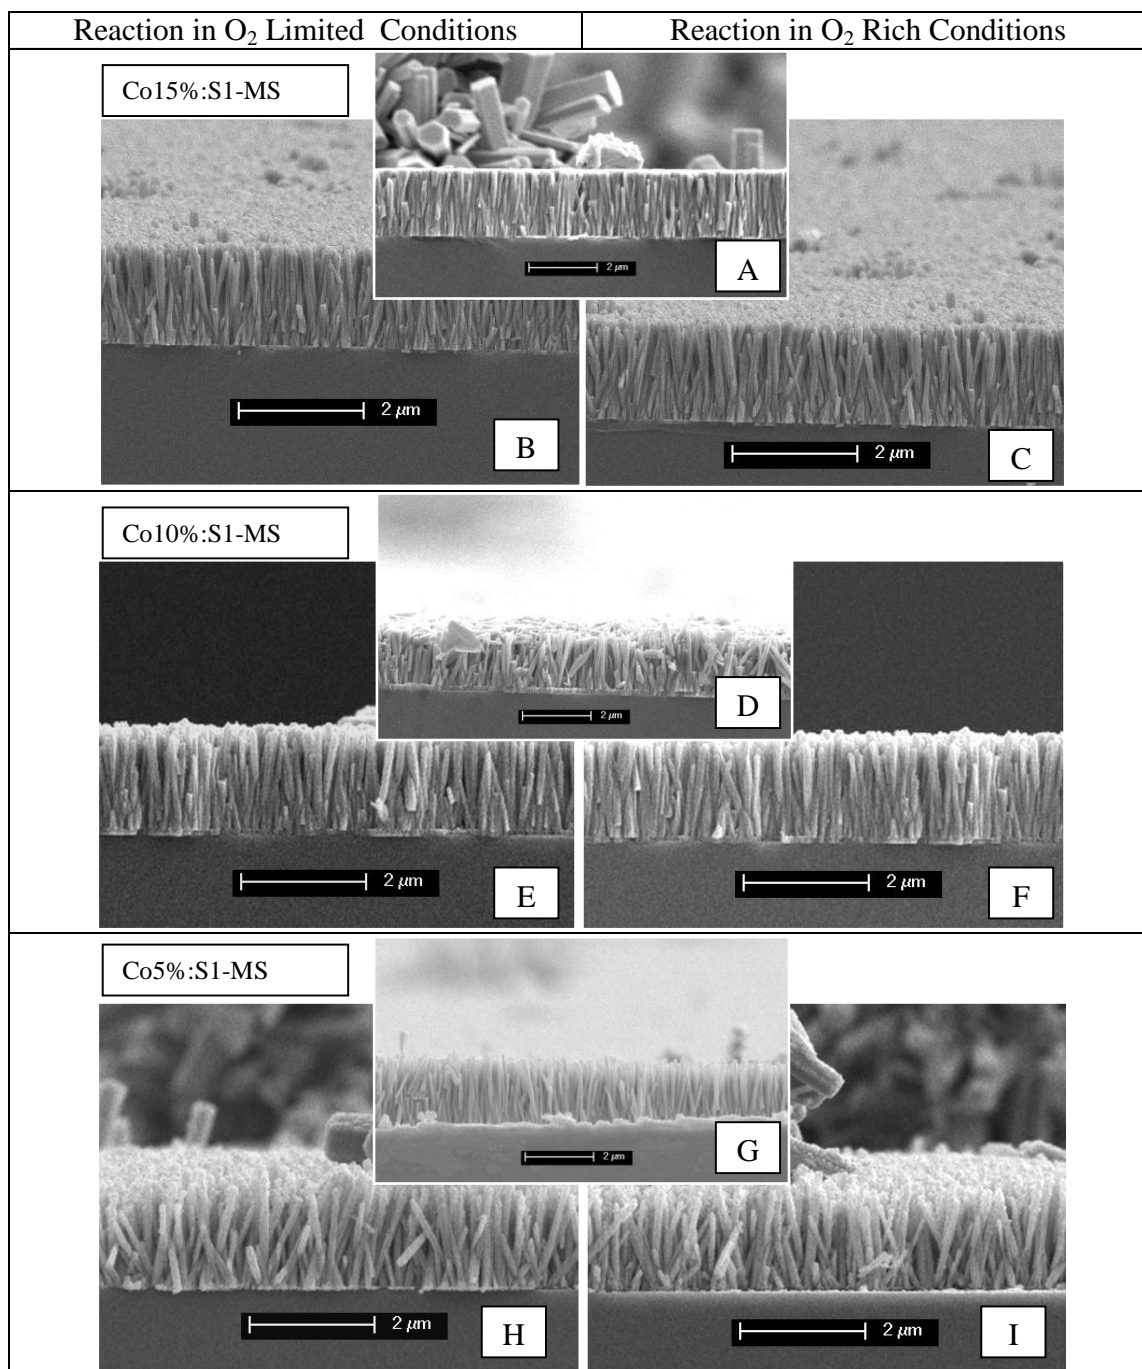 Reaction in O₂ Limited Conditions
Reaction in O₂ Rich Conditions
Co15%:S1-MS
2 µm
A
2 µm
B
2 µm
C
Co10%:S1-MS
2 µm
D
2 µm
E
2 µm
F
Co5%:S1-MS
2 µm
G
2 µm
H
2 µm
I